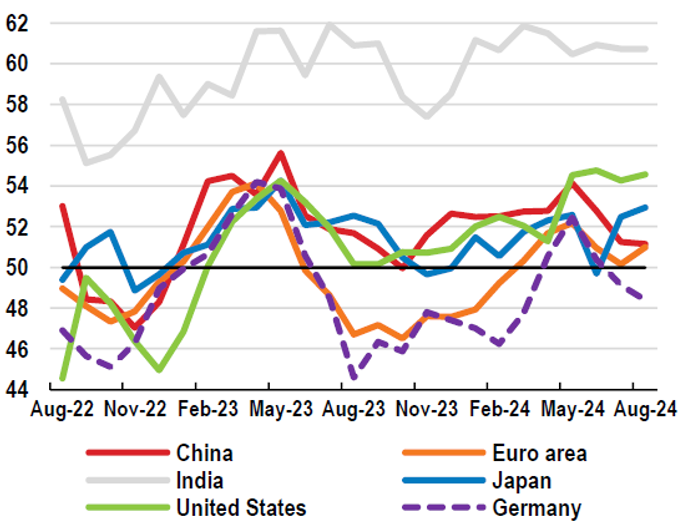 62
60
58
56
54
52
50
48
46
44
Aug-22 Nov-22 Feb-23 May-23 Aug-23 Nov-23 Feb-24 May-24 Aug-24
China Euro area
India Japan
United States Germany